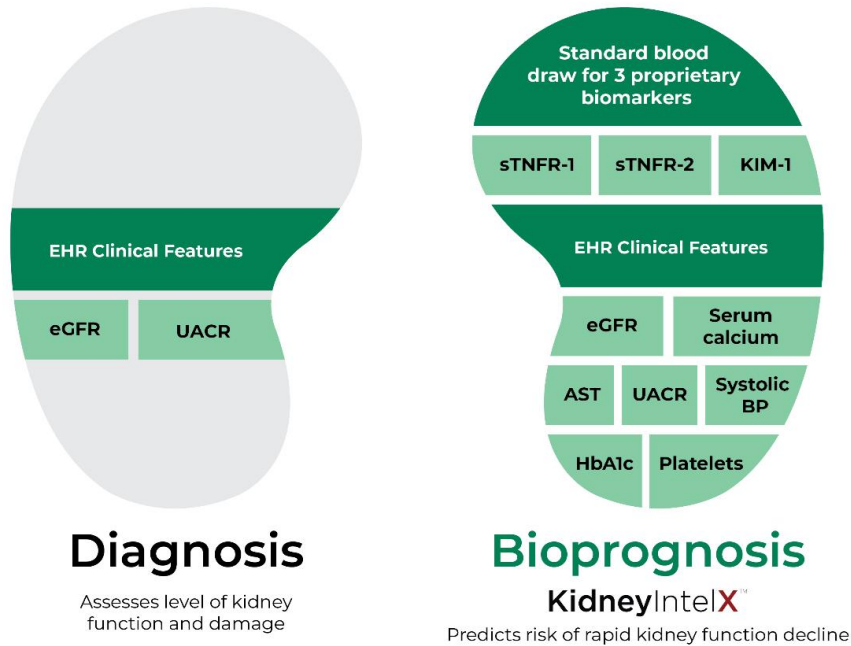 EHR Clinical Features
eGFR
UACR
Diagnosis
Assesses level of kidney
function and damage
Standard blood
draw for 3 proprietary
biomarkers
sTNFR-1
sTNFR-2
KIM-1
EHR Clinical Features
eGFR
Serum
calcium
AST
UACR
Systolic
BP
HbA1c
Platelets
Bioprognosis
KidneyIntelX™
Predicts risk of rapid kidney function decline